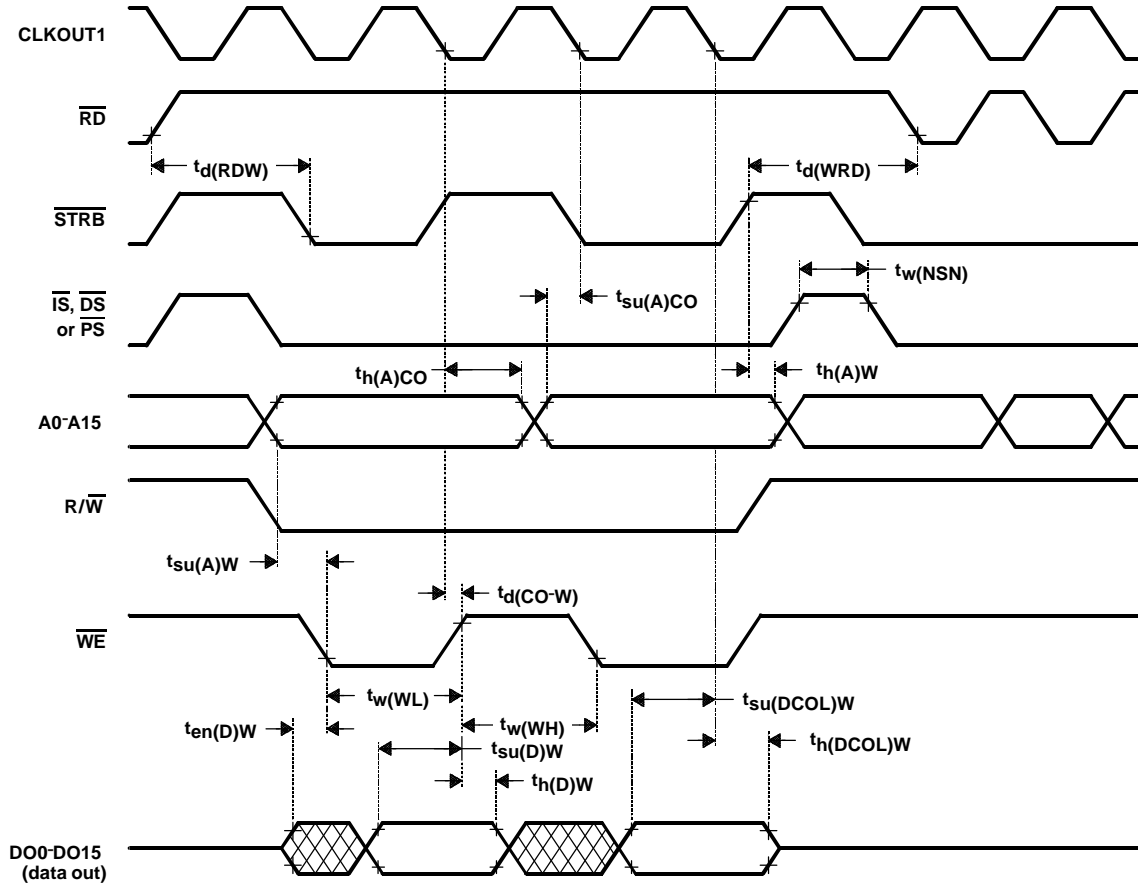 CLKOUT1
RD
td(RDW)
td(WRD)
STRB
tw(NSN)
IS, DS
or PS
tsu(A)CO
th(A)CO
th(A)W
A0-A15
R/W
tsu(A)W
td(CO-W)
WE
tw(WL)
tsu(DCOL)W
ten(D)W
tw(WH)
tsu(D)W
th(DCOL)W
th(D)W
DO0-DO15
(data out)